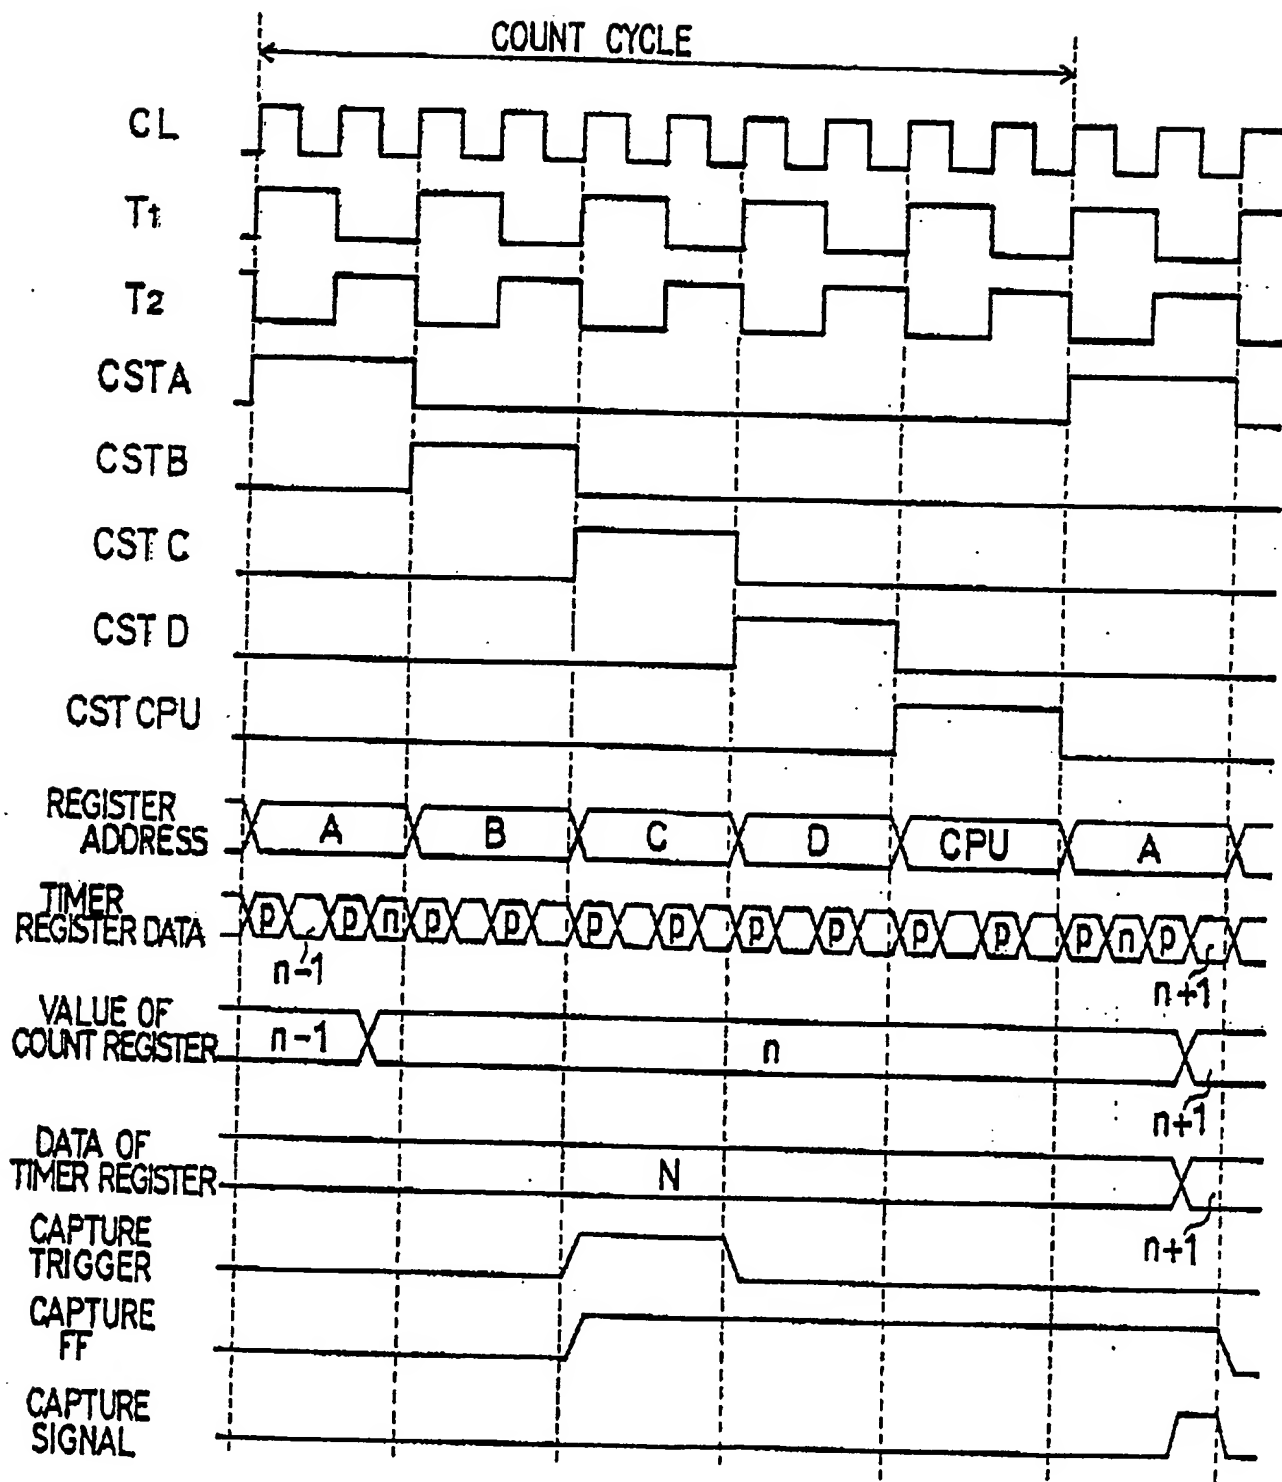 COUNT CYCLE
CL
T1
T2
CSTA
CSTB
CST C
CST D
CST CPU
REGISTER
ADDRESS
A B C D CPU A
TIMER
REGISTER DATA
p p n p p p p p p p p p n p
n-1
n+1
VALUE OF
COUNT REGISTER
n-1 n
n+1
DATA OF
TIMER REGISTER
N
n+1
CAPTURE
TRIGGER
CAPTURE
FF
CAPTURE
SIGNAL